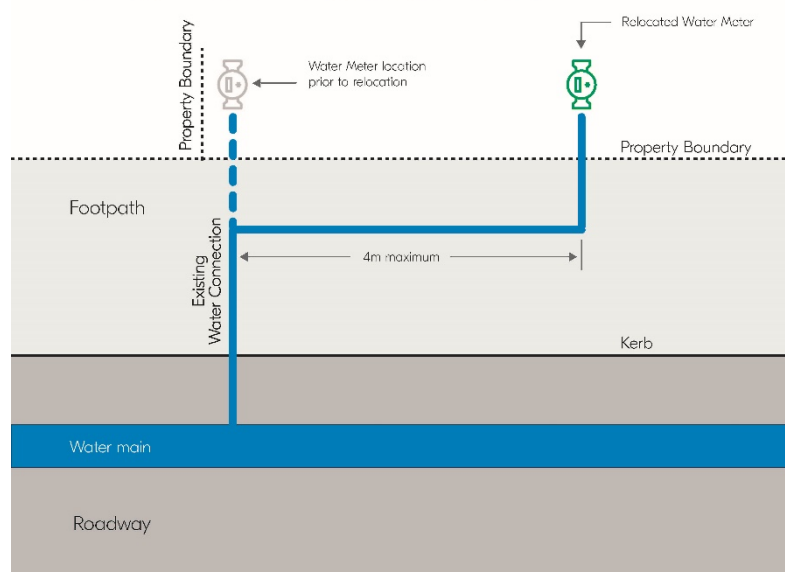 Relocated Water Meter
Property Boundary
Water Meter location
prior to relocation
Property Boundary
Footpath
Existing
Water Connection
4m maximum
Kerb
Water main
Roadway